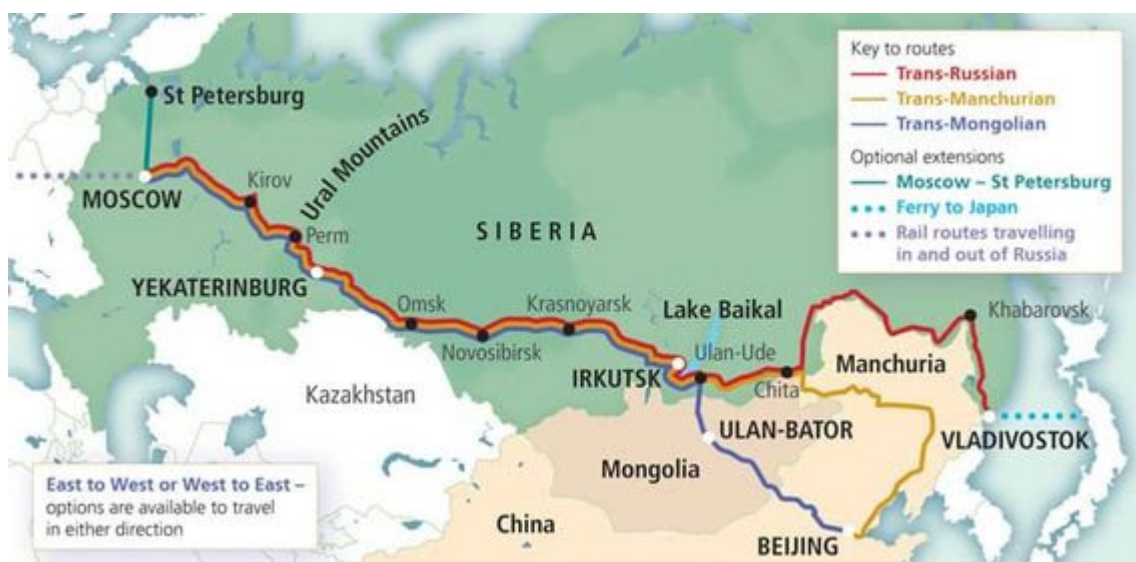 Key to routes
Trans-Russian
Trans-Manchurian
Trans-Mongolian
Optional extensions
Moscow – St Petersburg
Ferry to Japan
Rail routes travelling
in and out of Russia
St Petersburg
MOSCOW
Kirov
Ural Mountains
Perm
YEKATERINBURG
SIBERIA
Omsk
Novosibirsk
Krasnoyarsk
Lake Baikal
Ulan-Ude
IRKUTSK
Chita
Khabarovsk
Manchuria
Kazakhstan
ULAN-BATOR
VLADIVOSTOK
Mongolia
China
BEIJING
East to West or West to East –
options are available to travel
in either direction